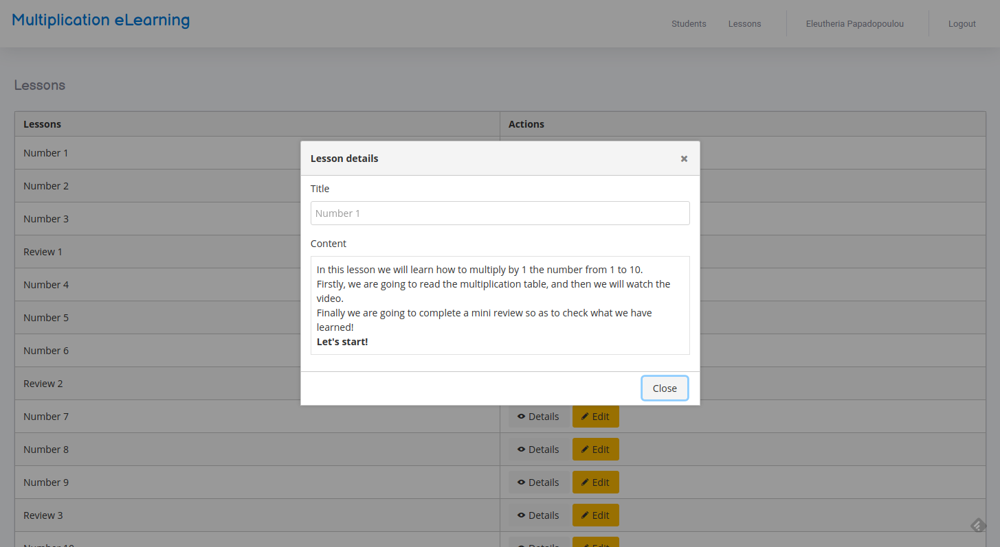 Multiplication eLearning
Students
Lessons
Eleutheria Papadopoulou
Logout
Lessons
Lessons
Actions
Number 1
Number 2
Number 3
Review 1
Number 4
Number 5
Number 6
Review 2
Number 7
Details
Edit
Number 8
Details
Edit
Number 9
Details
Edit
Review 3
Details
Edit
Number 10
Details
Edit
Lesson details
Title
Number 1
Content
In this lesson we will learn how to multiply by 1 the number from 1 to 10.
Firstly, we are going to read the multiplication table, and then we will watch the
video.
Finally we are going to complete a mini review so as to check what we have
learned!
Let's start!
Close